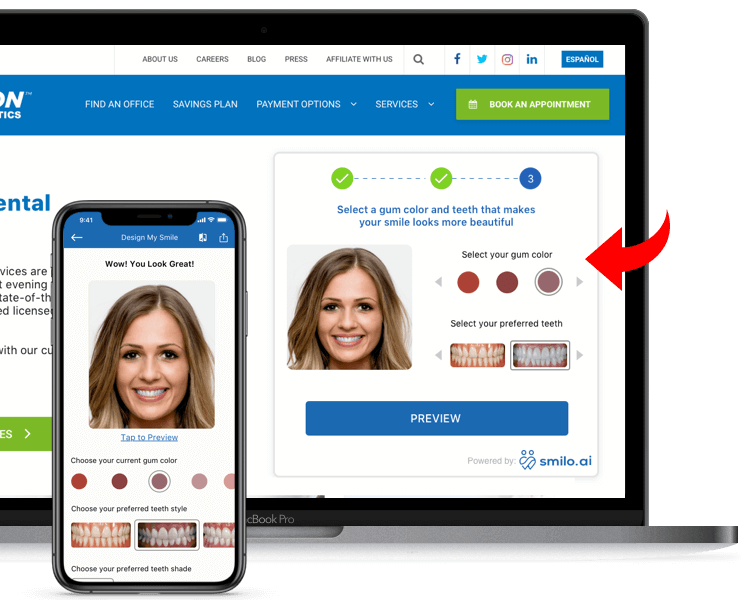 ABOUT US CAREERS BLOG PRESS AFFILIATE WITH US ESPAÑOL
ON™
TICS
FIND AN OFFICE SAVINGS PLAN PAYMENT OPTIONS SERVICES BOOK AN APPOINTMENT
ental
vices are
t evening
tate-of-th
ed license
with our cu
ES
3
Select a gum color and teeth that makes
your smile looks more beautiful
Select your gum color
Select your preferred teeth
PREVIEW
Powered by: smilo.ai
cBook Pro
9:41
Design My Smile
Wow! You Look Great!
Tap to Preview
Choose your current gum color
Choose your preferred teeth style
Choose your preferred teeth shade